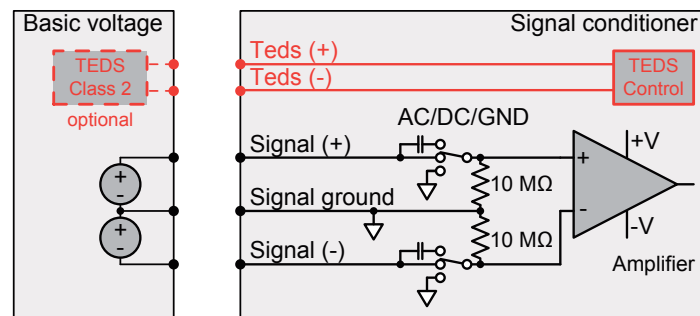 Basic voltage
Signal conditioner
TEDS
Class 2
optional
Teds (+)
Teds (-)
TEDS
Control
AC/DC/GND
Signal (+)
Signal ground
Signal (-)
10 MΩ
10 MΩ
+
-
+
-
+
-
+V
-V
Amplifier